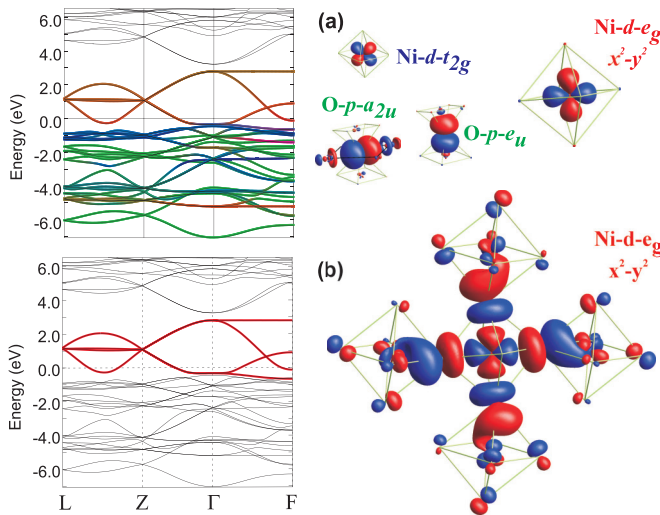 6.0
4.0
2.0
0.0
-2.0
-4.0
-6.0
Energy (eV)
(a)
Ni-d-t2g
Ni-d-eg
x²-y²
O-p-a2u
O-p-eu
6.0
4.0
2.0
0.0
-2.0
-4.0
-6.0
Energy (eV)
L
Z
Γ
F
(b)
Ni-d-eg
x²-y²